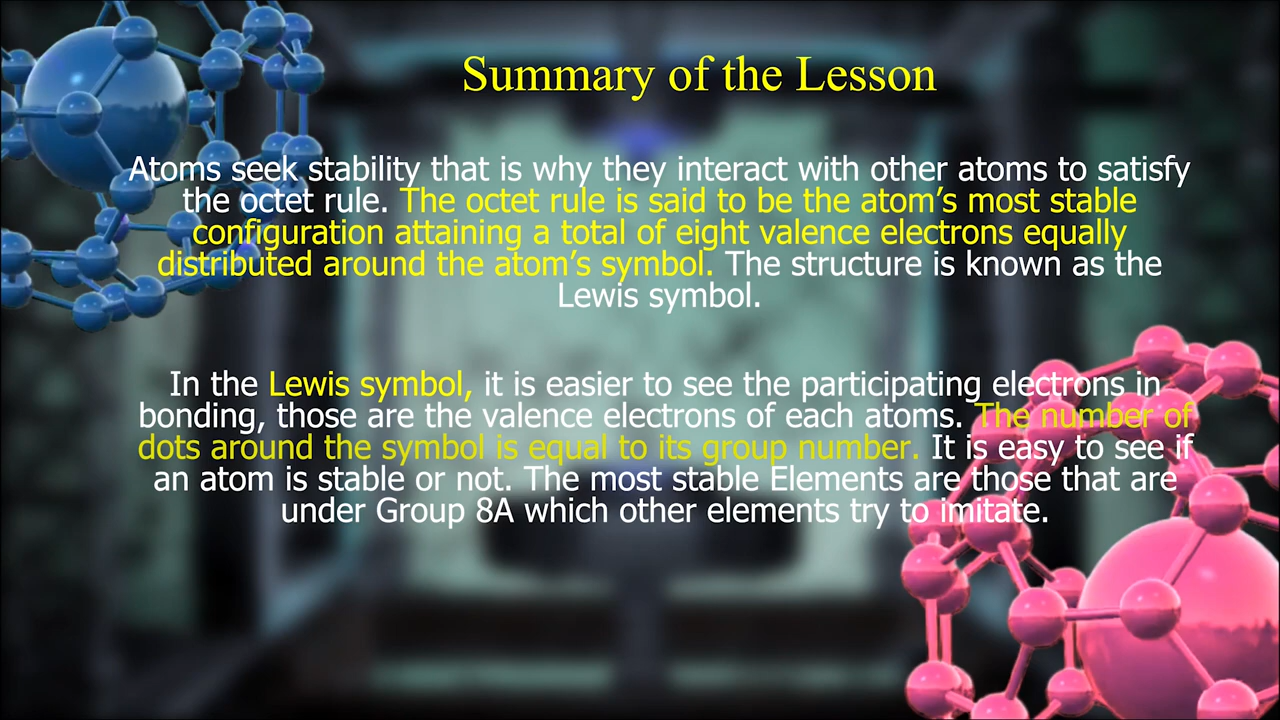 Summary of the Lesson
Atoms seek stability that is why they interact with other atoms to satisfy
the octet rule. The octet rule is said to be the atom’s most stable
configuration attaining a total of eight valence electrons equally
distributed around the atom’s symbol. The structure is known as the
Lewis symbol.
In the Lewis symbol, it is easier to see the participating electrons in
bonding, those are the valence electrons of each atoms. The number of
dots around the symbol is equal to its group number. It is easy to see if
an atom is stable or not. The most stable Elements are those that are
under Group 8A which other elements try to imitate.